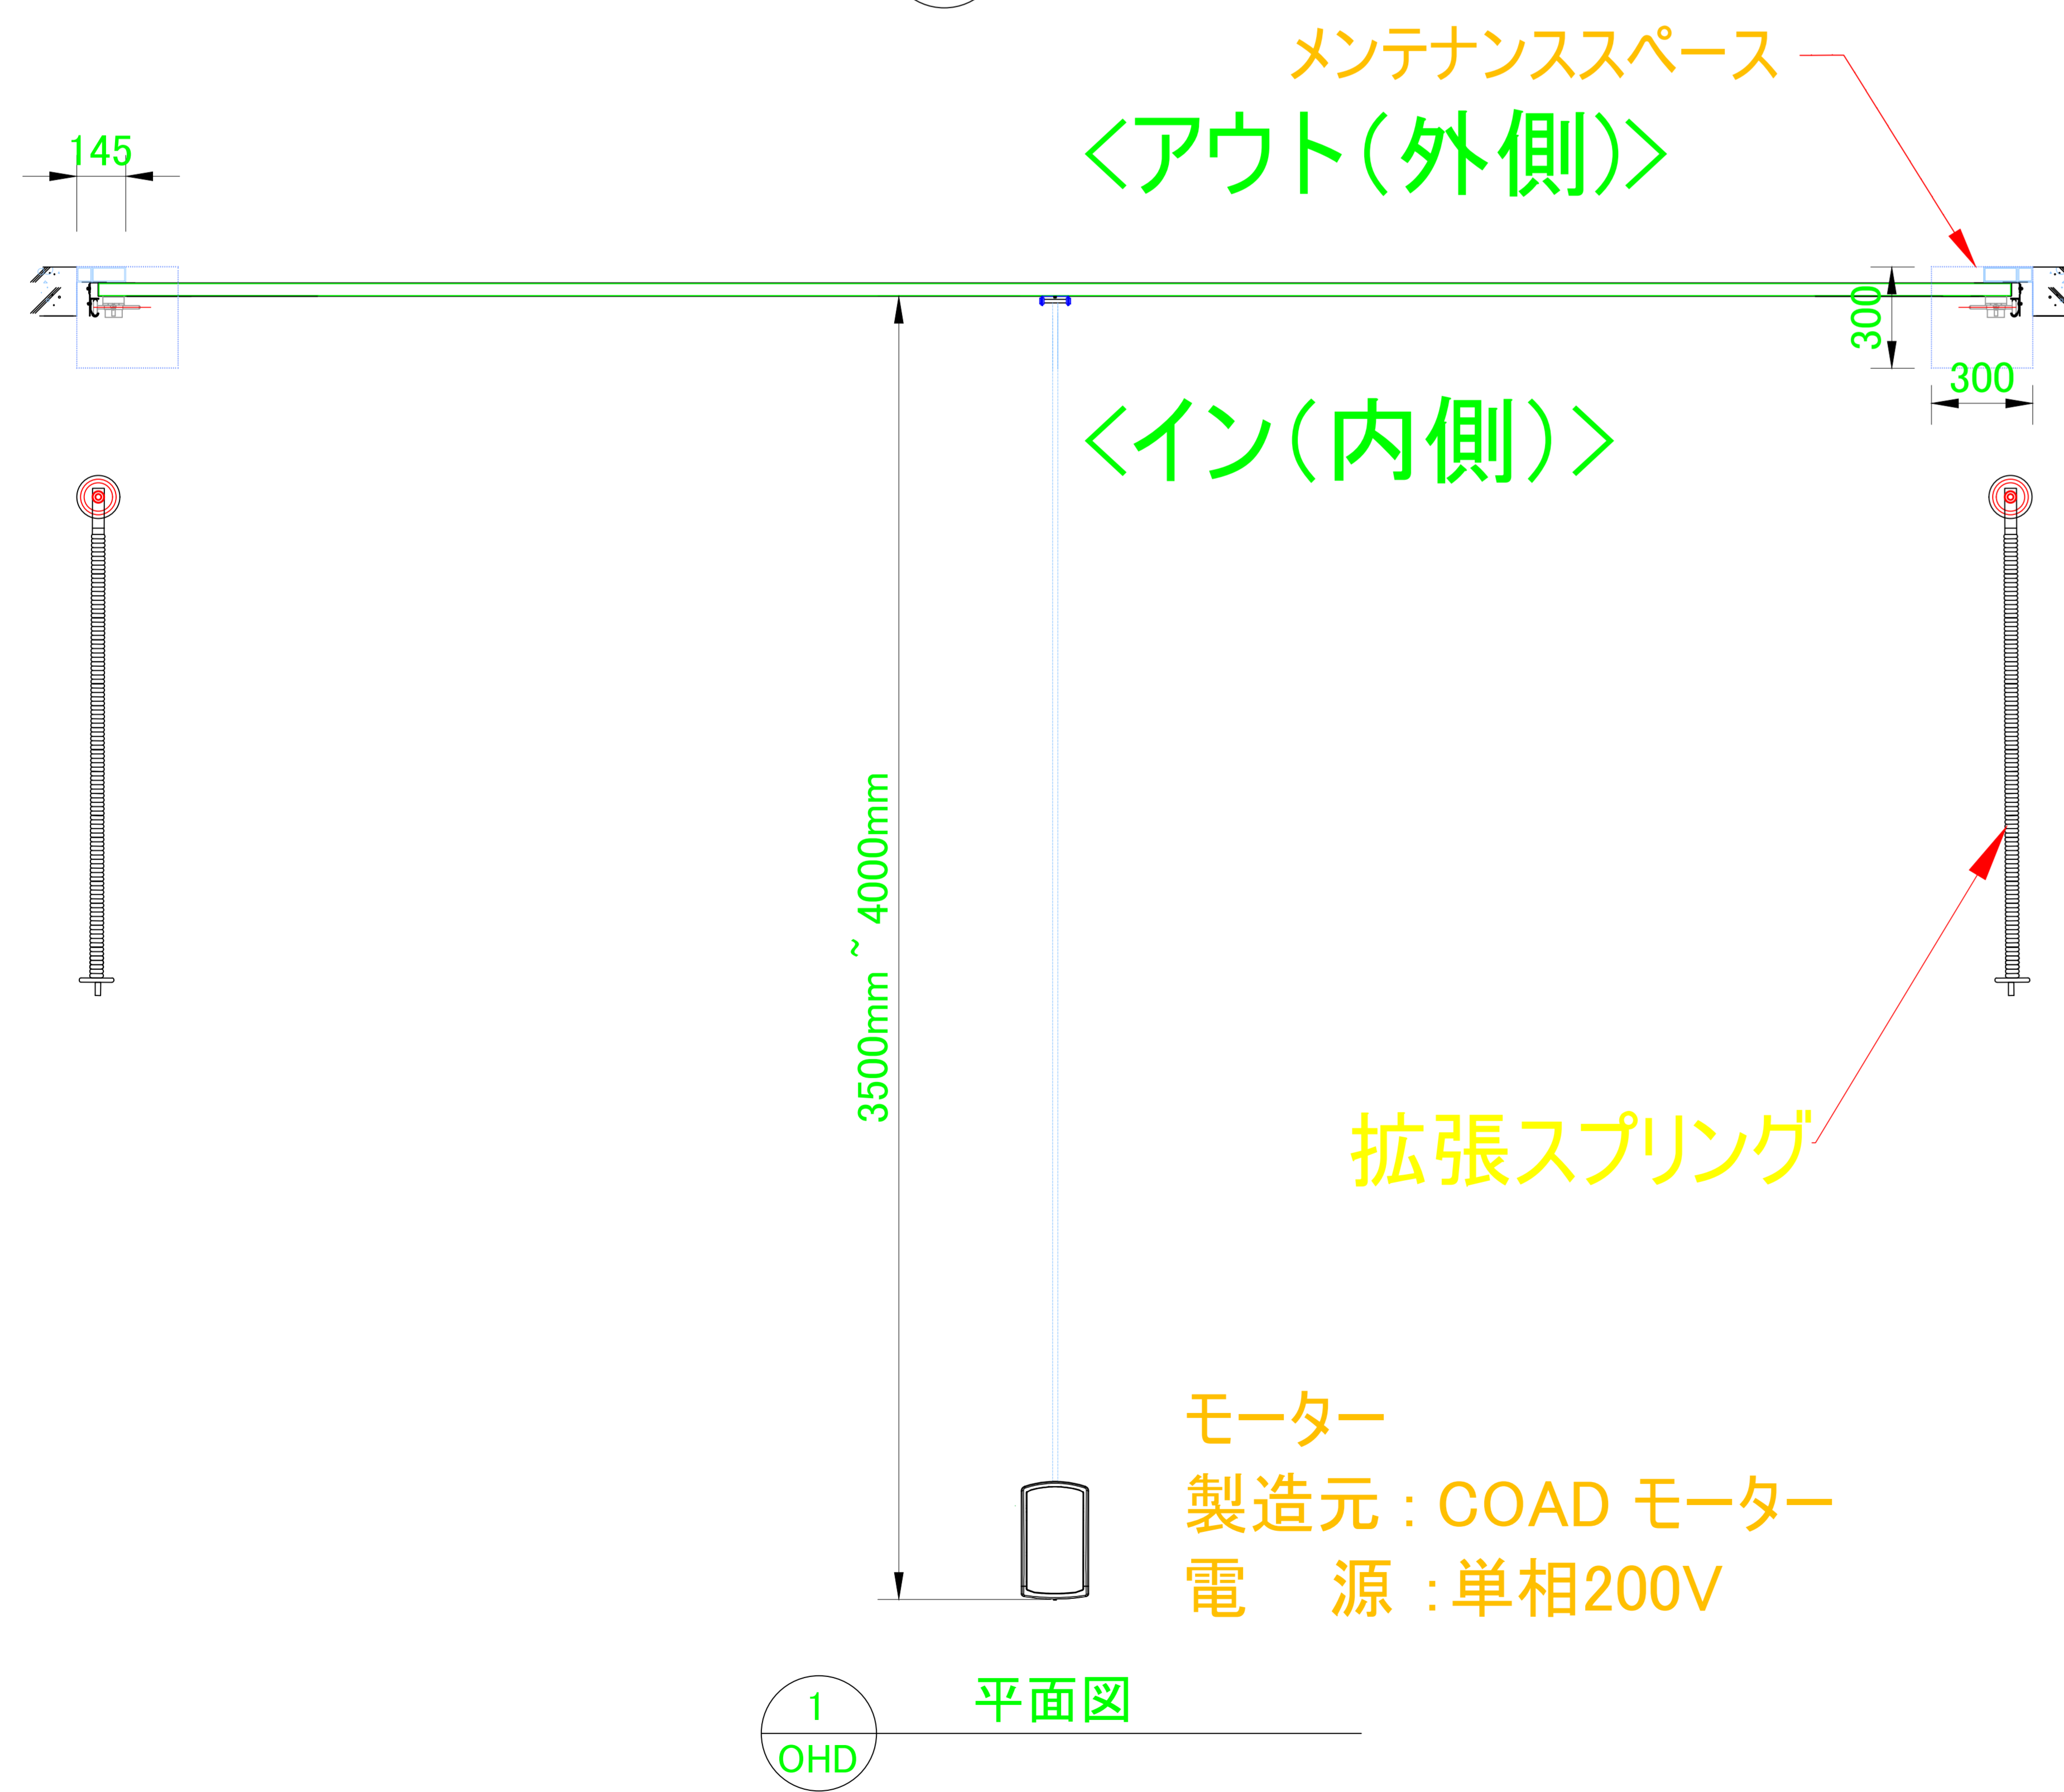 メンテナンススペース
<アウト(外側)>
145
300
300
<イン(内側)>
3500mm ~ 4000mm
拡張スプリング
モーター
製造元:COAD モーター
電　源:単相200V
1
平面図
OHD